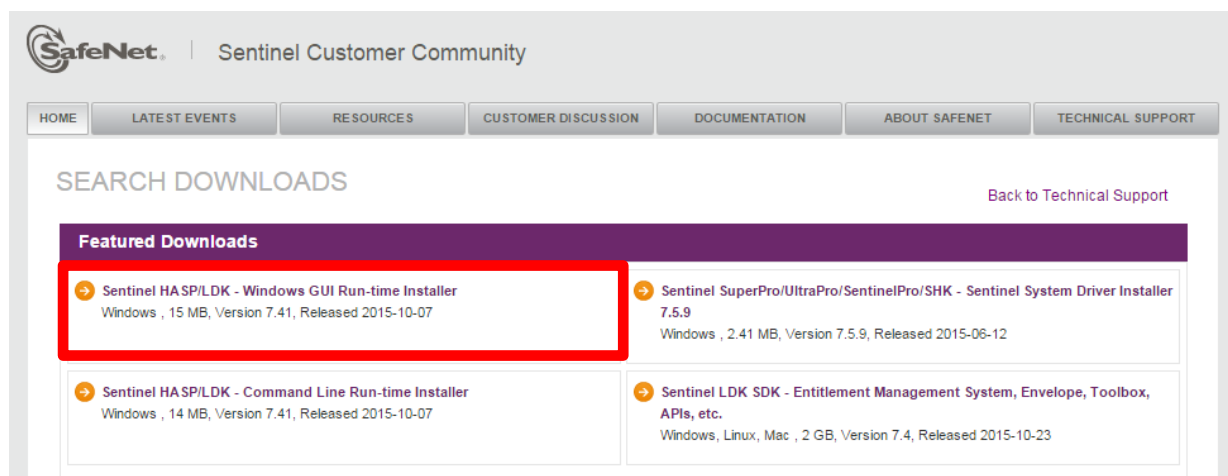 SafeNet. Sentinel Customer Community
HOME LATEST EVENTS RESOURCES CUSTOMER DISCUSSION DOCUMENTATION ABOUT SAFENET TECHNICAL SUPPORT
SEARCH DOWNLOADS
Back to Technical Support
Featured Downloads
Sentinel HASP/LDK - Windows GUI Run-time Installer
Windows , 15 MB, Version 7.41, Released 2015-10-07
Sentinel SuperPro/UltraPro/SentinelPro/SHK - Sentinel System Driver Installer
7.5.9
Windows , 2.41 MB, Version 7.5.9, Released 2015-06-12
Sentinel HASP/LDK - Command Line Run-time Installer
Windows , 14 MB, Version 7.41, Released 2015-10-07
Sentinel LDK SDK - Entitlement Management System, Envelope, Toolbox,
APIs, etc.
Windows, Linux, Mac , 2 GB, Version 7.4, Released 2015-10-23